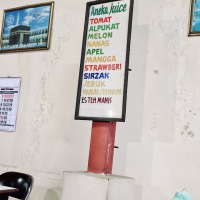 Aneka Juice
TOMAT
ALPUKAT
MELON
NANAS
APEL
MANGGA
STRAWBERI
SIRZAK
JERUK
ES TEH MANIS